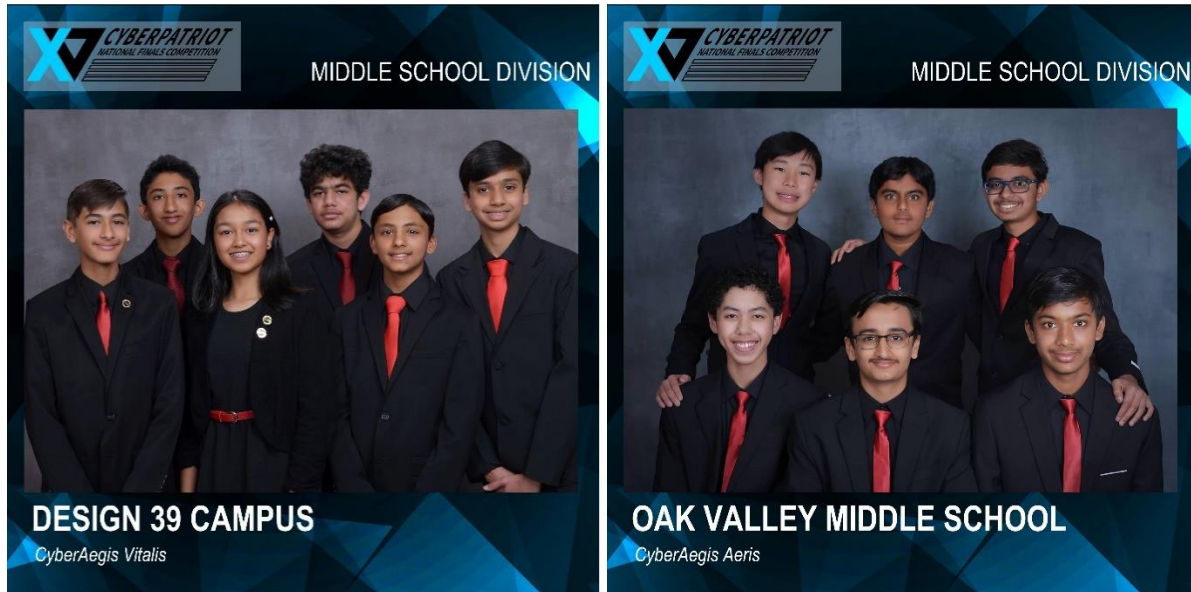 CYBERPATRIOT
NATIONAL FINALS COMPETITION
MIDDLE SCHOOL DIVISION
DESIGN 39 CAMPUS
CyberAegis Vitalis
CYBERPATRIOT
NATIONAL FINALS COMPETITION
MIDDLE SCHOOL DIVISION
OAK VALLEY MIDDLE SCHOOL
CyberAegis Aeris